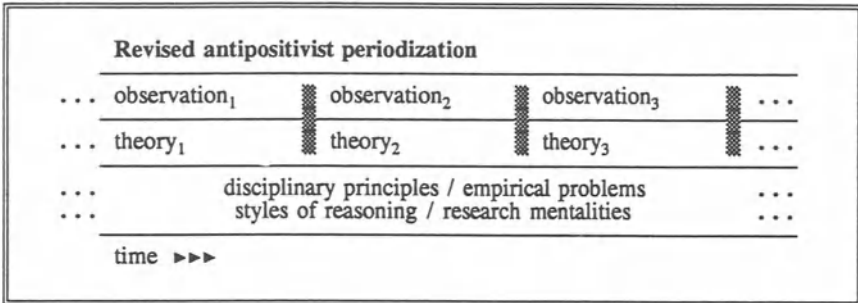 Revised antipositivist periodization
... observation₁ observation₂ observation₃ ...
... theory₁ theory₂ theory₃ ...
... disciplinary principles / empirical problems ...
... styles of reasoning / research mentalities ...
time ►►►